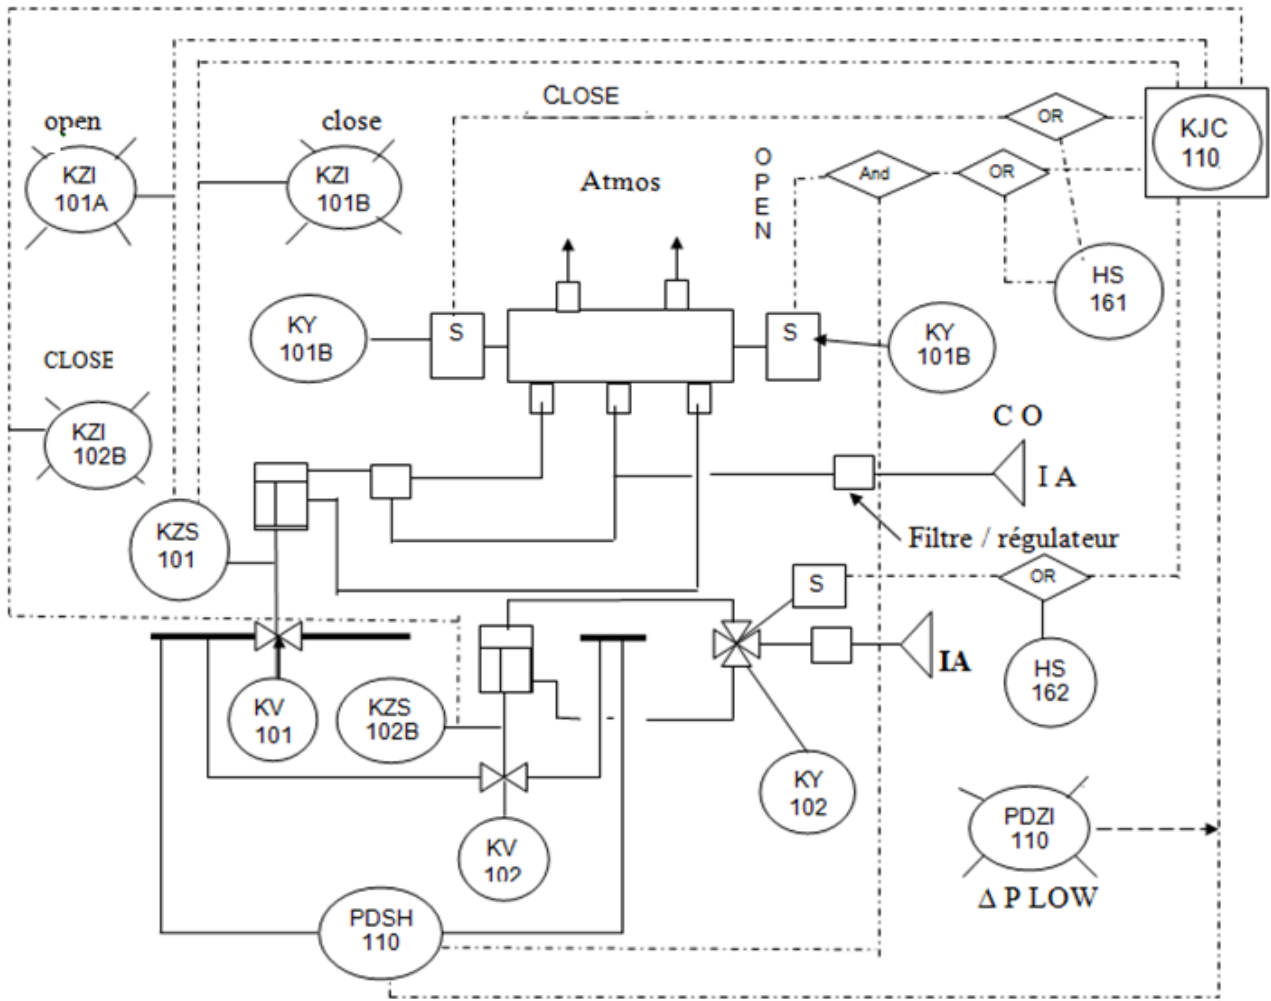 CLOSE
OR
KJC
110
open
close
O
P
E
N
And
OR
KZI
101A
KZI
101B
Atmos
HS
161
KY
101B
S
S
KY
101B
CLOSE
KZI
102B
C O
I A
KZS
101
Filtre / régulateur
S
OR
IA
HS
162
KV
101
KZS
102B
KY
102
PDZI
110
KV
102
Δ P LOW
PDSH
110